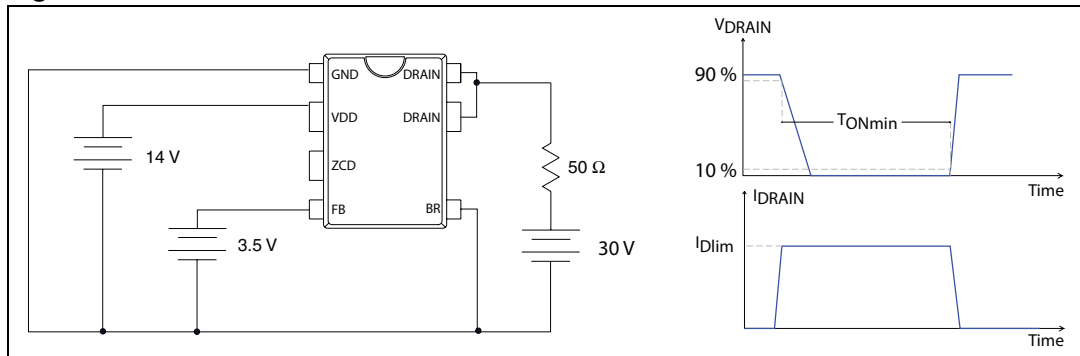 GND
DRAIN
VDD
DRAIN
ZCD
FB
BR
14 V
3.5 V
50 Ω
30 V
VDRAIN
90 %
TONmin
10 %
Time
IDRAIN
IDlim
Time